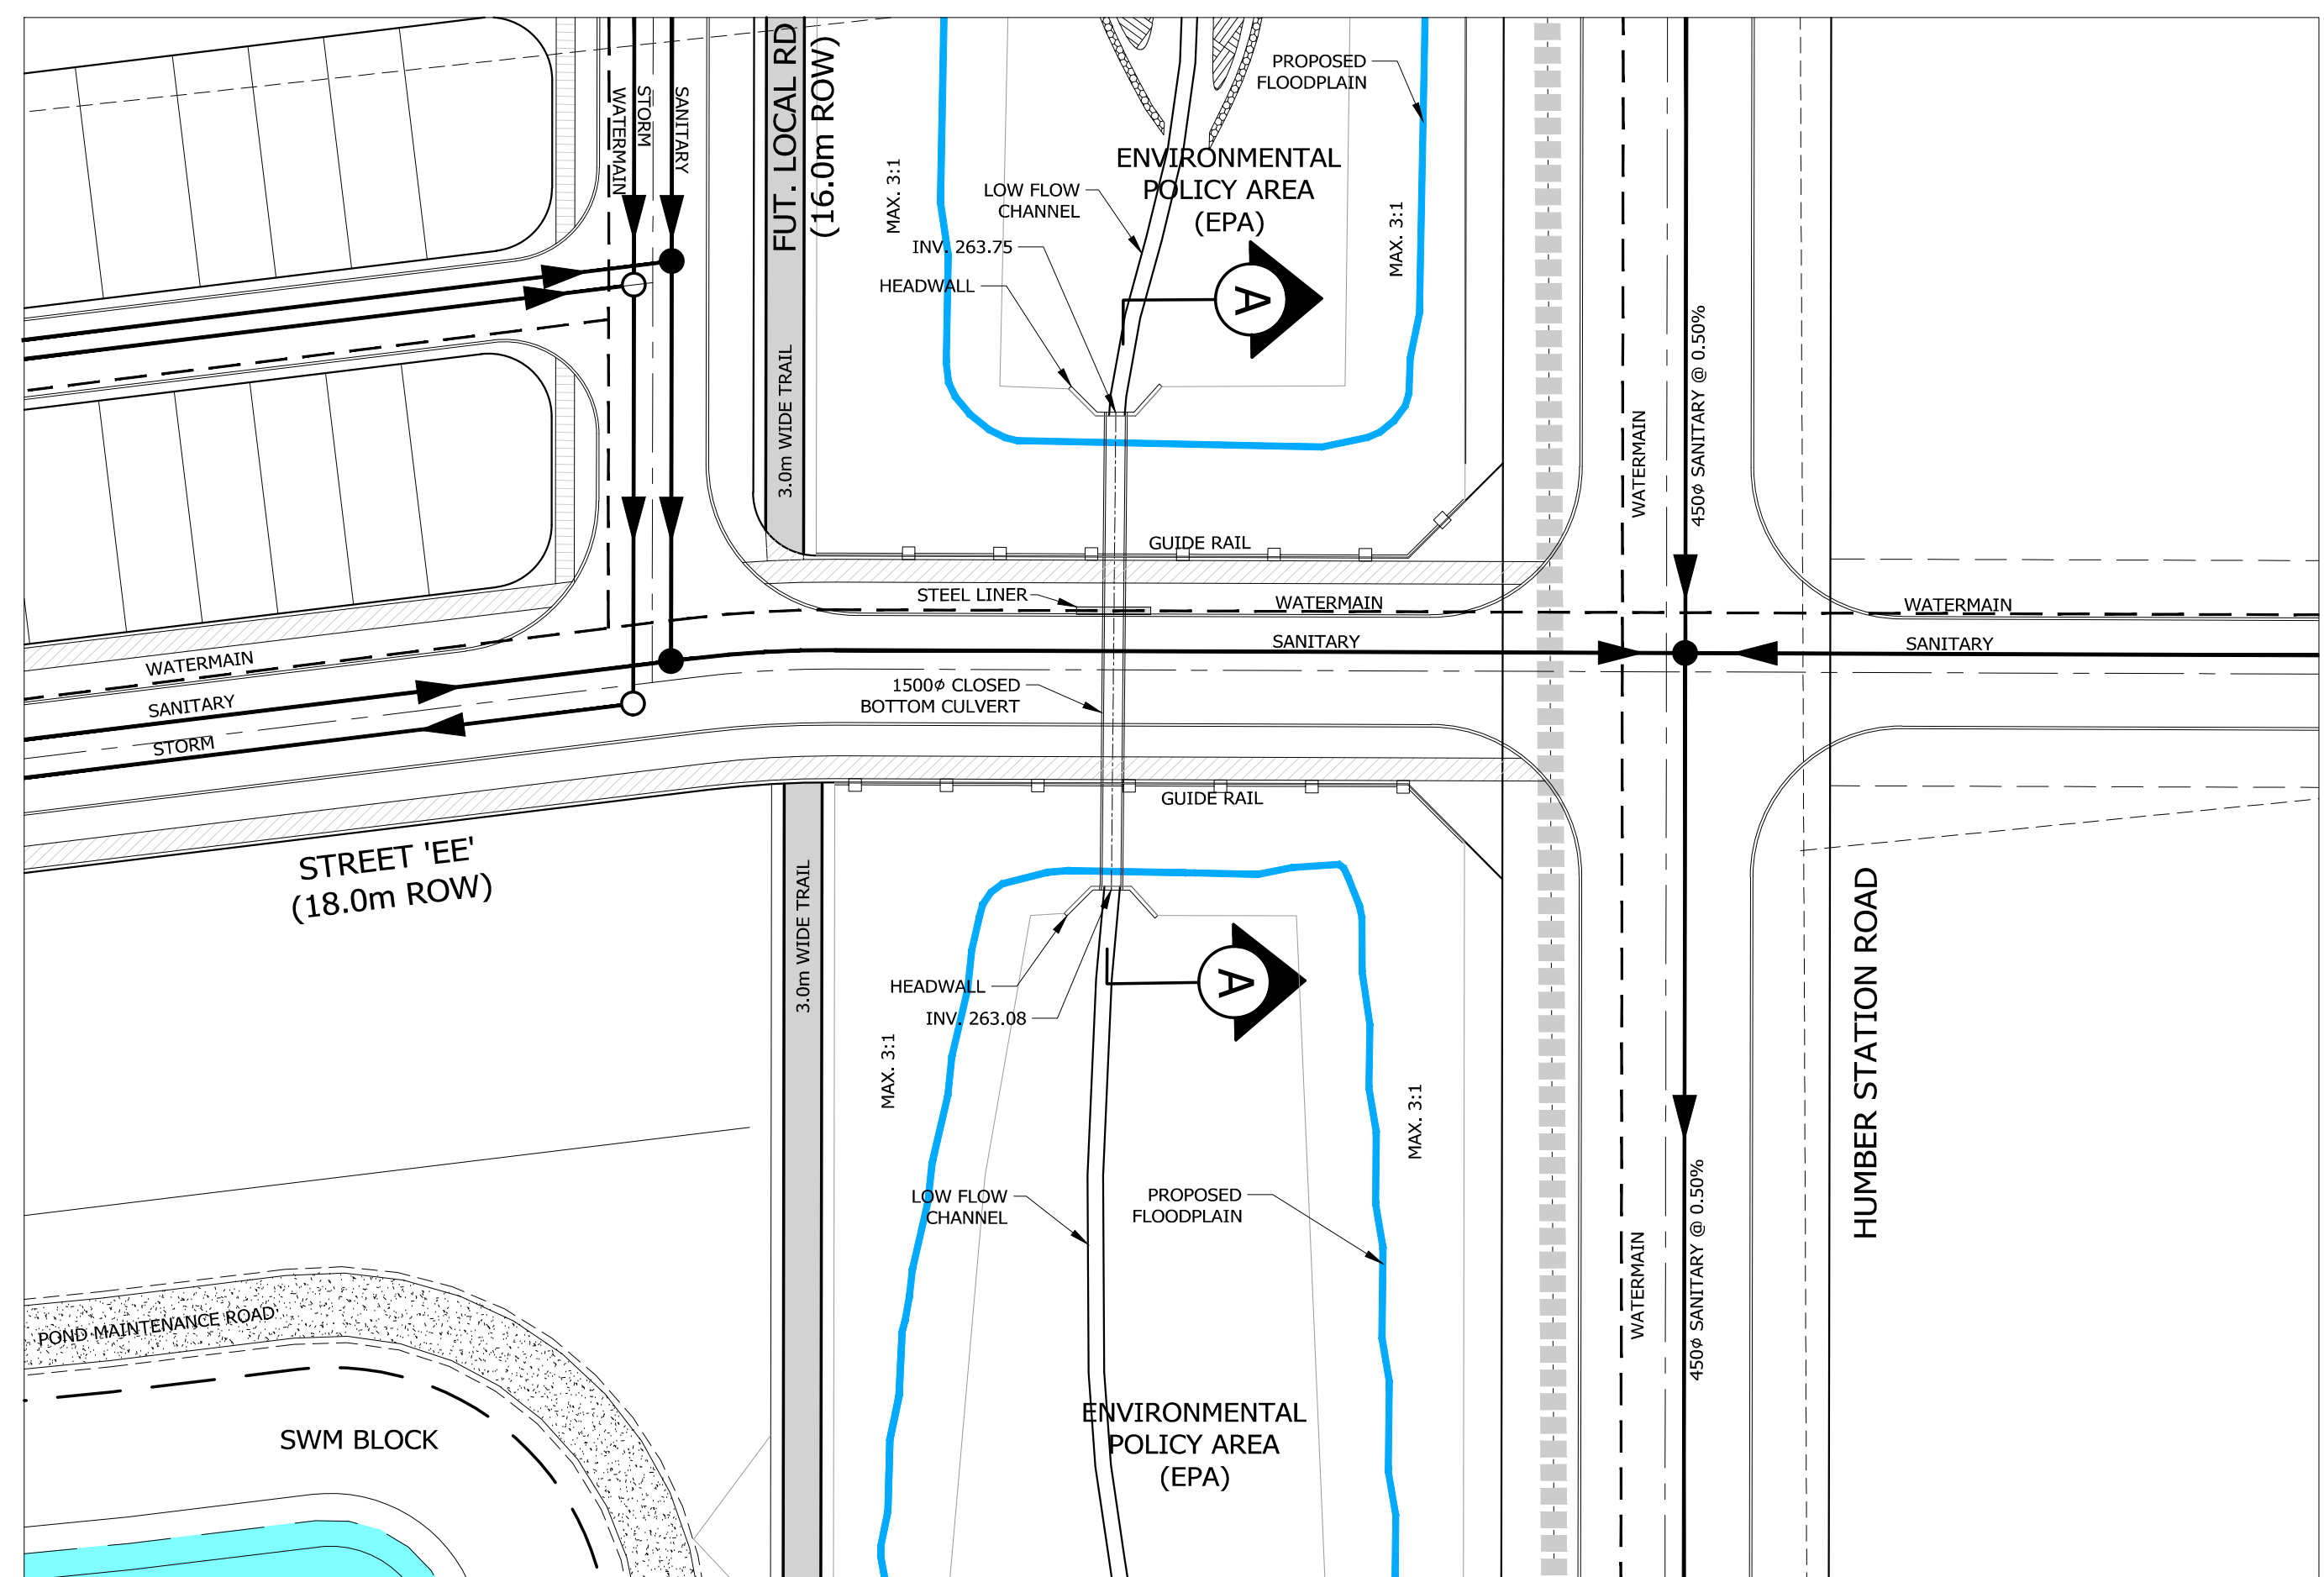 WATERMAIN
STORM
SANITARY
FUT. LOCAL RD
(16.0m ROW)
3.0m WIDE TRAIL
MAX. 3:1
PROPOSED
FLOODPLAIN
ENVIRONMENTAL
POLICY AREA
(EPA)
LOW FLOW
CHANNEL
INV. 263.75
HEADWALL
A
MAX. 3:1
WATERMAIN
450ø SANITARY @ 0.50%
GUIDE RAIL
STEEL LINER
WATERMAIN
WATERMAIN
SANITARY
SANITARY
WATERMAIN
SANITARY
STORM
1500ø CLOSED
BOTTOM CULVERT
GUIDE RAIL
STREET 'EE'
(18.0m ROW)
3.0m WIDE TRAIL
HEADWALL
INV. 263.08
A
MAX. 3:1
MAX. 3:1
LOW FLOW
CHANNEL
PROPOSED
FLOODPLAIN
WATERMAIN
450ø SANITARY @ 0.50%
HUMBER STATION ROAD
POND MAINTENANCE ROAD
SWM BLOCK
ENVIRONMENTAL
POLICY AREA
(EPA)